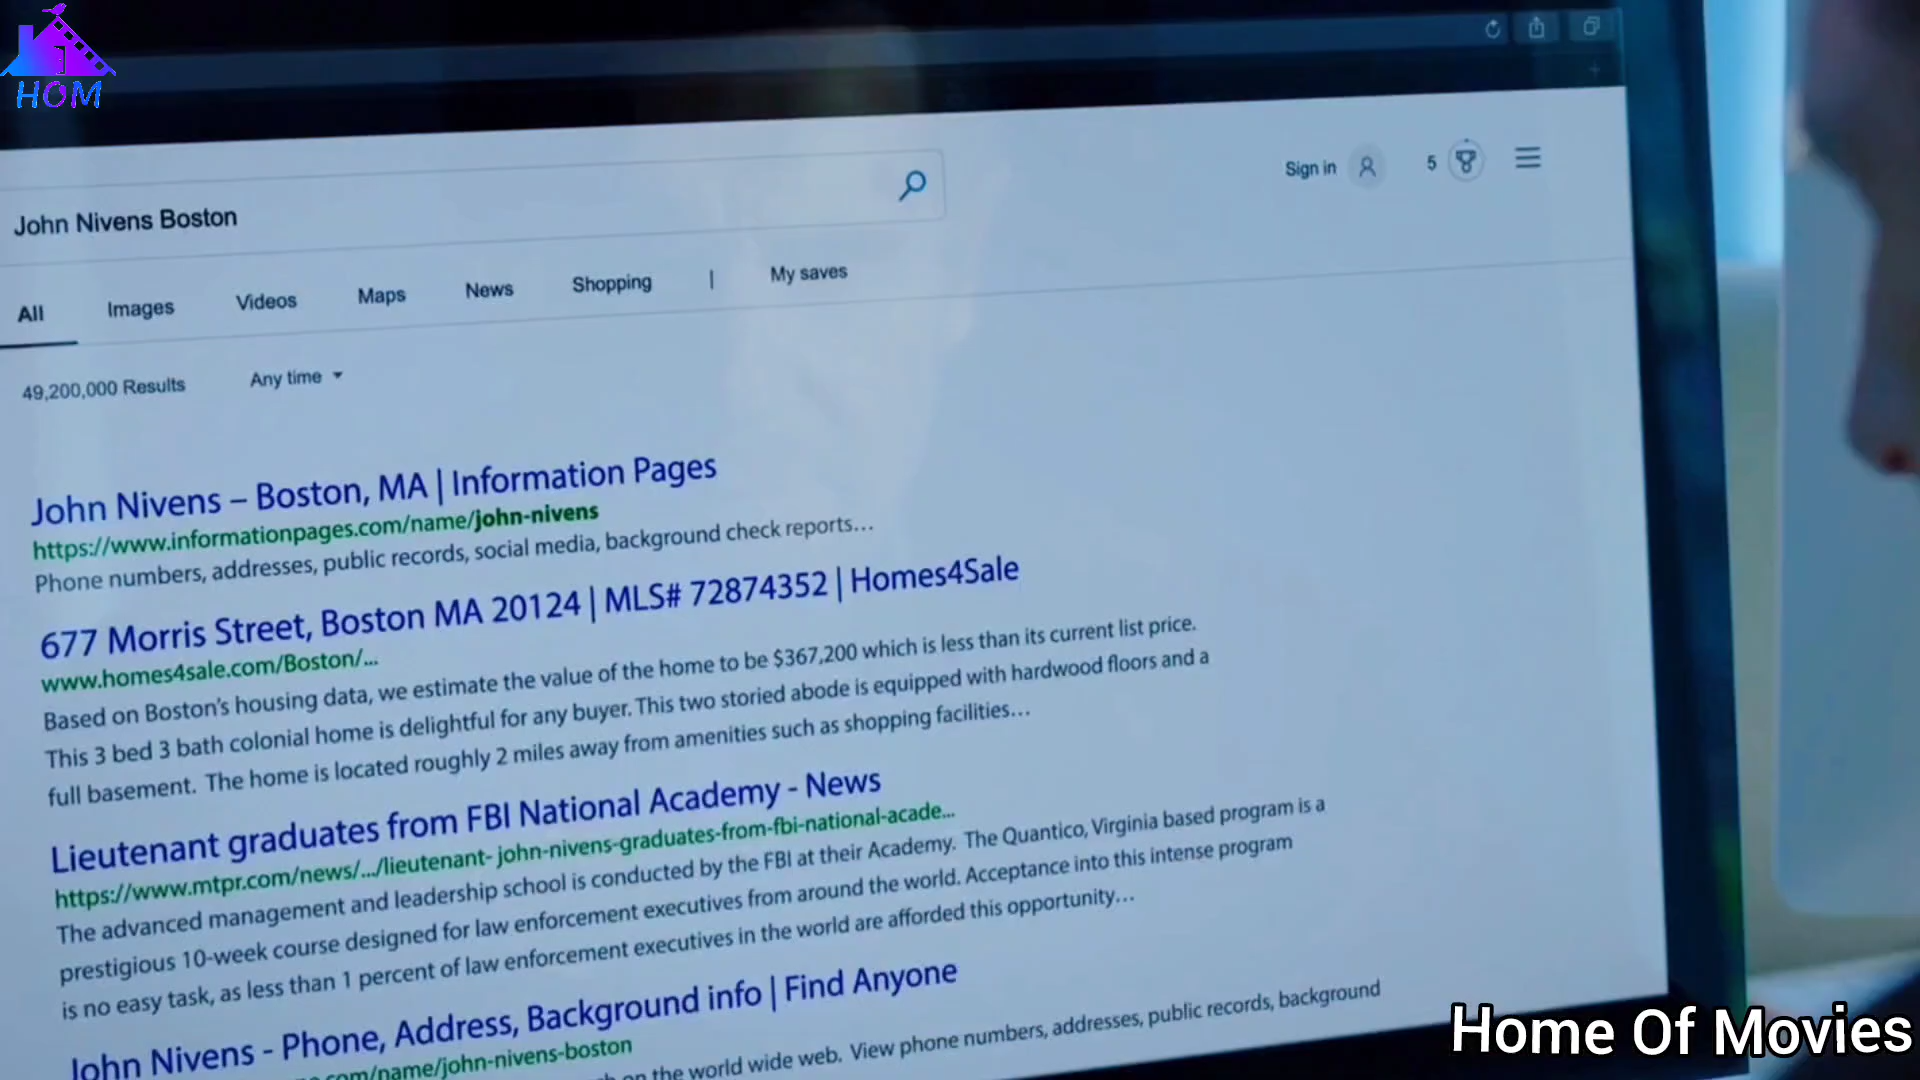 HOM
John Nivens Boston
Sign in
5
All Images Videos Maps News Shopping | My saves
49,200,000 Results Any time
John Nivens – Boston, MA | Information Pages
https://www.informationpages.com/name/john-nivens
Phone numbers, addresses, public records, social media, background check reports...
677 Morris Street, Boston MA 20124 | MLS# 72874352 | Homes4Sale
www.homes4sale.com/Boston/...
Based on Boston's housing data, we estimate the value of the home to be $367,200 which is less than its current list price.
This 3 bed 3 bath colonial home is delightful for any buyer. This two storied abode is equipped with hardwood floors and a
full basement. The home is located roughly 2 miles away from amenities such as shopping facilities...
Lieutenant graduates from FBI National Academy - News
https://www.mtpr.com/news/.../lieutenant- john-nivens-graduates-from-fbi-national-acade...
The advanced management and leadership school is conducted by the FBI at their Academy. The Quantico, Virginia based program is a
prestigious 10-week course designed for law enforcement executives from around the world. Acceptance into this intense program
is no easy task, as less than 1 percent of law enforcement executives in the world are afforded this opportunity...
John Nivens - Phone, Address, Background info | Find Anyone
com/name/john-nivens-boston
on the world wide web. View phone numbers, addresses, public records, background
Home Of Movies